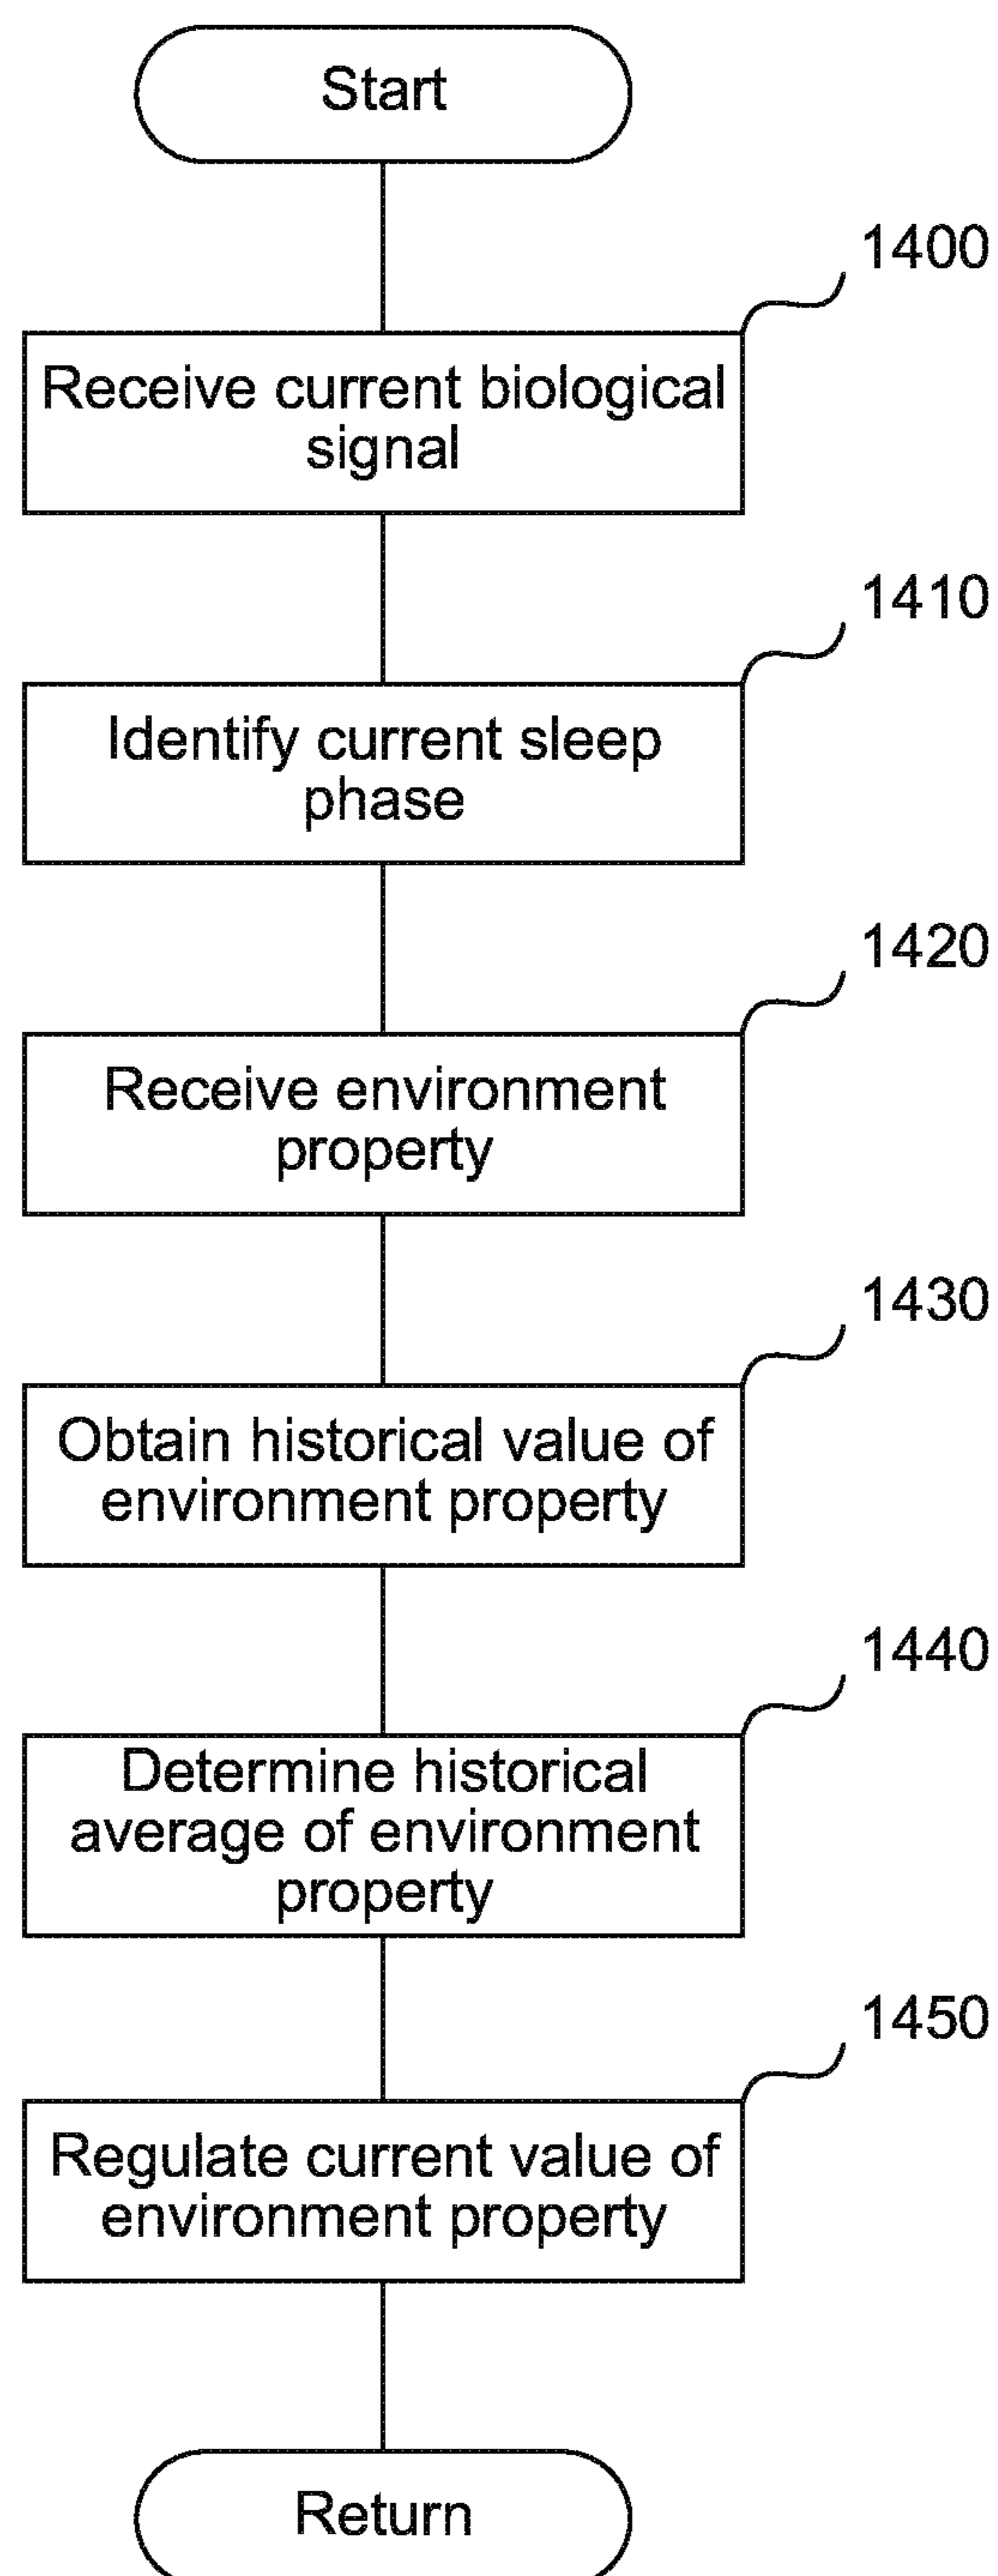 Start
1400
Receive current biological
signal
1410
Identify current sleep
phase
1420
Receive environment
property
1430
Obtain historical value of
environment property
1440
Determine historical
average of environment
property
1450
Regulate current value of
environment property
Return